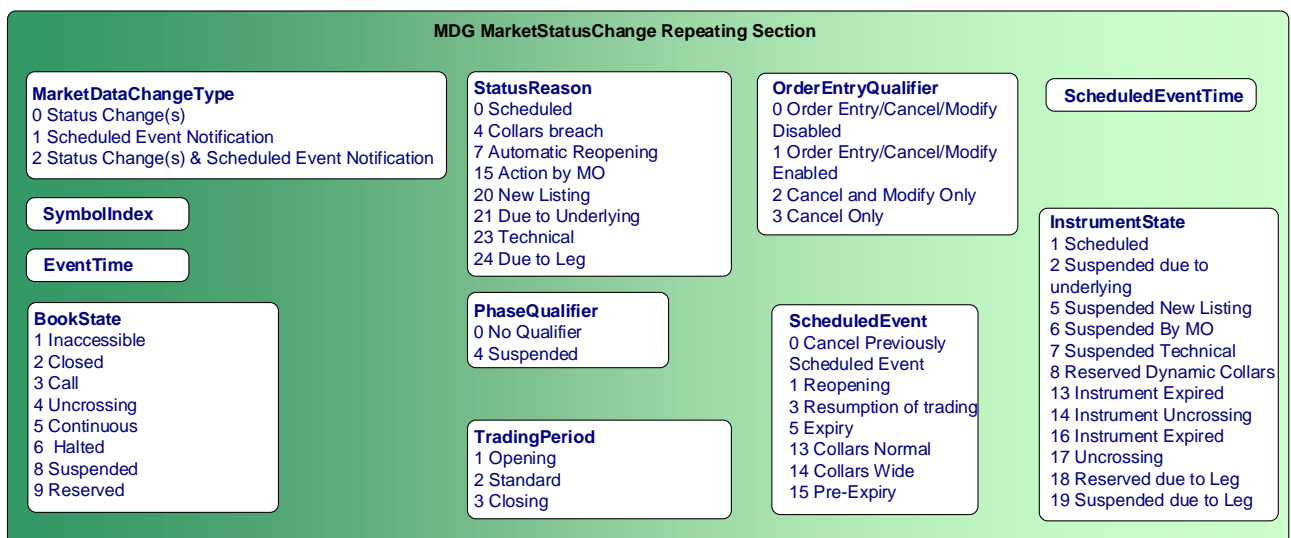 MDG MarketStatusChange Repeating Section
MarketDataChangeType
0 Status Change(s)
1 Scheduled Event Notification
2 Status Change(s) & Scheduled Event Notification
SymbolIndex
EventTime
BookState
1 Inaccessible
2 Closed
3 Call
4 Uncrossing
5 Continuous
6 Halted
8 Suspended
9 Reserved
StatusReason
0 Scheduled
4 Collars breach
7 Automatic Reopening
15 Action by MO
20 New Listing
21 Due to Underlying
23 Technical
24 Due to Leg
PhaseQualifier
0 No Qualifier
4 Suspended
TradingPeriod
1 Opening
2 Standard
3 Closing
OrderEntryQualifier
0 Order Entry/Cancel/Modify
Disabled
1 Order Entry/Cancel/Modify
Enabled
2 Cancel and Modify Only
3 Cancel Only
ScheduledEvent
0 Cancel Previously
Scheduled Event
1 Reopening
3 Resumption of trading
5 Expiry
13 Collars Normal
14 Collars Wide
15 Pre-Expiry
ScheduledEventTime
InstrumentState
1 Scheduled
2 Suspended due to
underlying
5 Suspended New Listing
6 Suspended By MO
7 Suspended Technical
8 Reserved Dynamic Collars
13 Instrument Expired
14 Instrument Uncrossing
16 Instrument Expired
17 Uncrossing
18 Reserved due to Leg
19 Suspended due to Leg